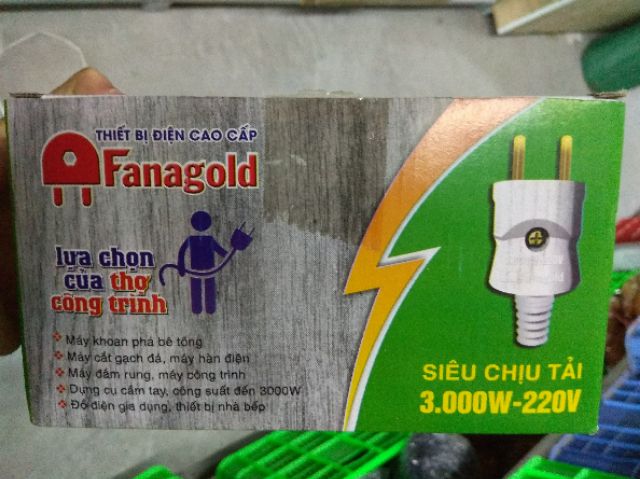 THIẾT BỊ ĐIỆN CAO CẤP
Fanagold
lựa chọn
của thợ
công trình
Máy khoan phá bê tông
Máy cắt gạch đá, máy hàn điện
Máy đầm rung, máy công trình
Dụng cụ cầm tay, công suất đến 3000W
Đồ điện gia dụng, thiết bị nhà bếp
SIÊU CHỊU TẢI
3.000W-220V